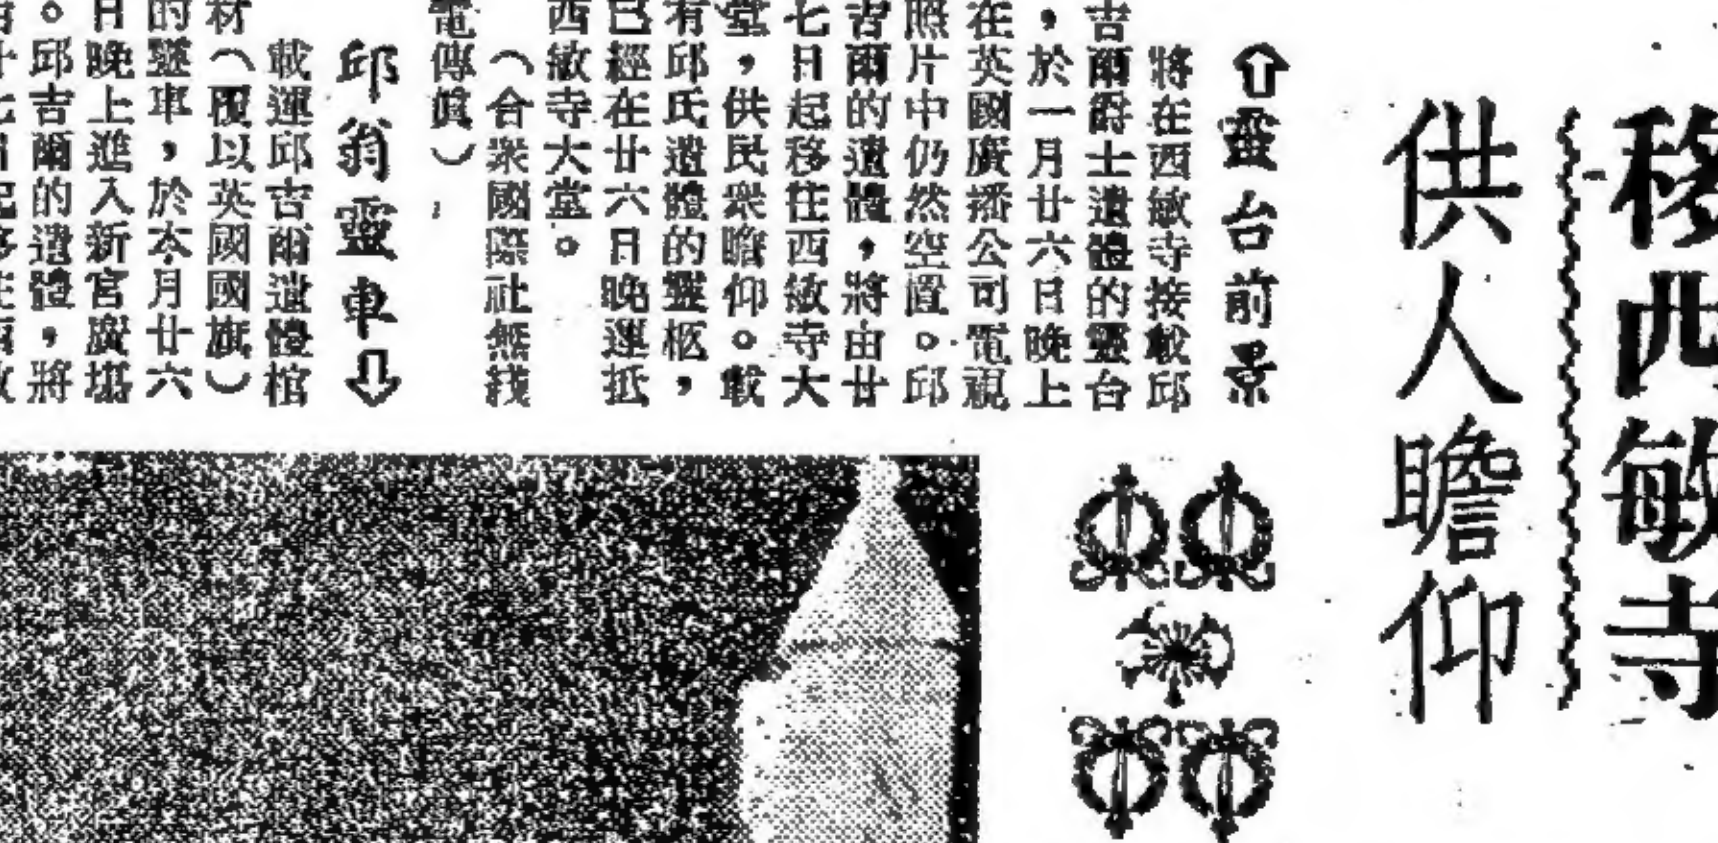 移西敏寺
供人瞻仰
⇧靈台前景
將在西敏寺接載邱
吉爾爵士遺體的靈台
，於一月廿六日晚上
在英國廣播公司電視
照片中仍然空置。邱
吉爾的遺體，將由廿
七日起移往西敏寺大
堂，供民衆瞻仰。載
有邱氏遺體的靈柩，
已經在廿六日晚運抵
西敏寺大堂。
（合衆國際社無綫
電傳眞）
邱翁靈車⇩
載運邱吉爾遺體棺
材（覆以英國國旗）
的靈車，於本月廿六
日晚上進入新官廣塲
。邱吉爾的遺體，將